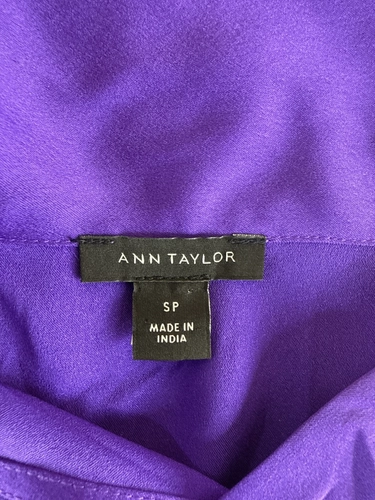 ANN TAYLOR
SP
MADE IN
INDIA